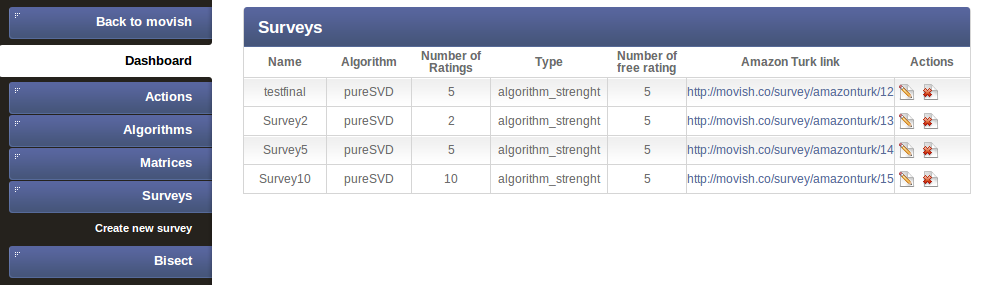 Back to movish
Dashboard
Actions
Algorithms
Matrices
Surveys
Create new survey
Bisect
Surveys
Name Algorithm Number of Ratings Type Number of free rating Amazon Turk link Actions
testfinal pureSVD 5 algorithm_strenght 5 http://movish.co/survey/amazonturk/12
Survey2 pureSVD 2 algorithm_strenght 5 http://movish.co/survey/amazonturk/13
Survey5 pureSVD 5 algorithm_strenght 5 http://movish.co/survey/amazonturk/14
Survey10 pureSVD 10 algorithm_strenght 5 http://movish.co/survey/amazonturk/15